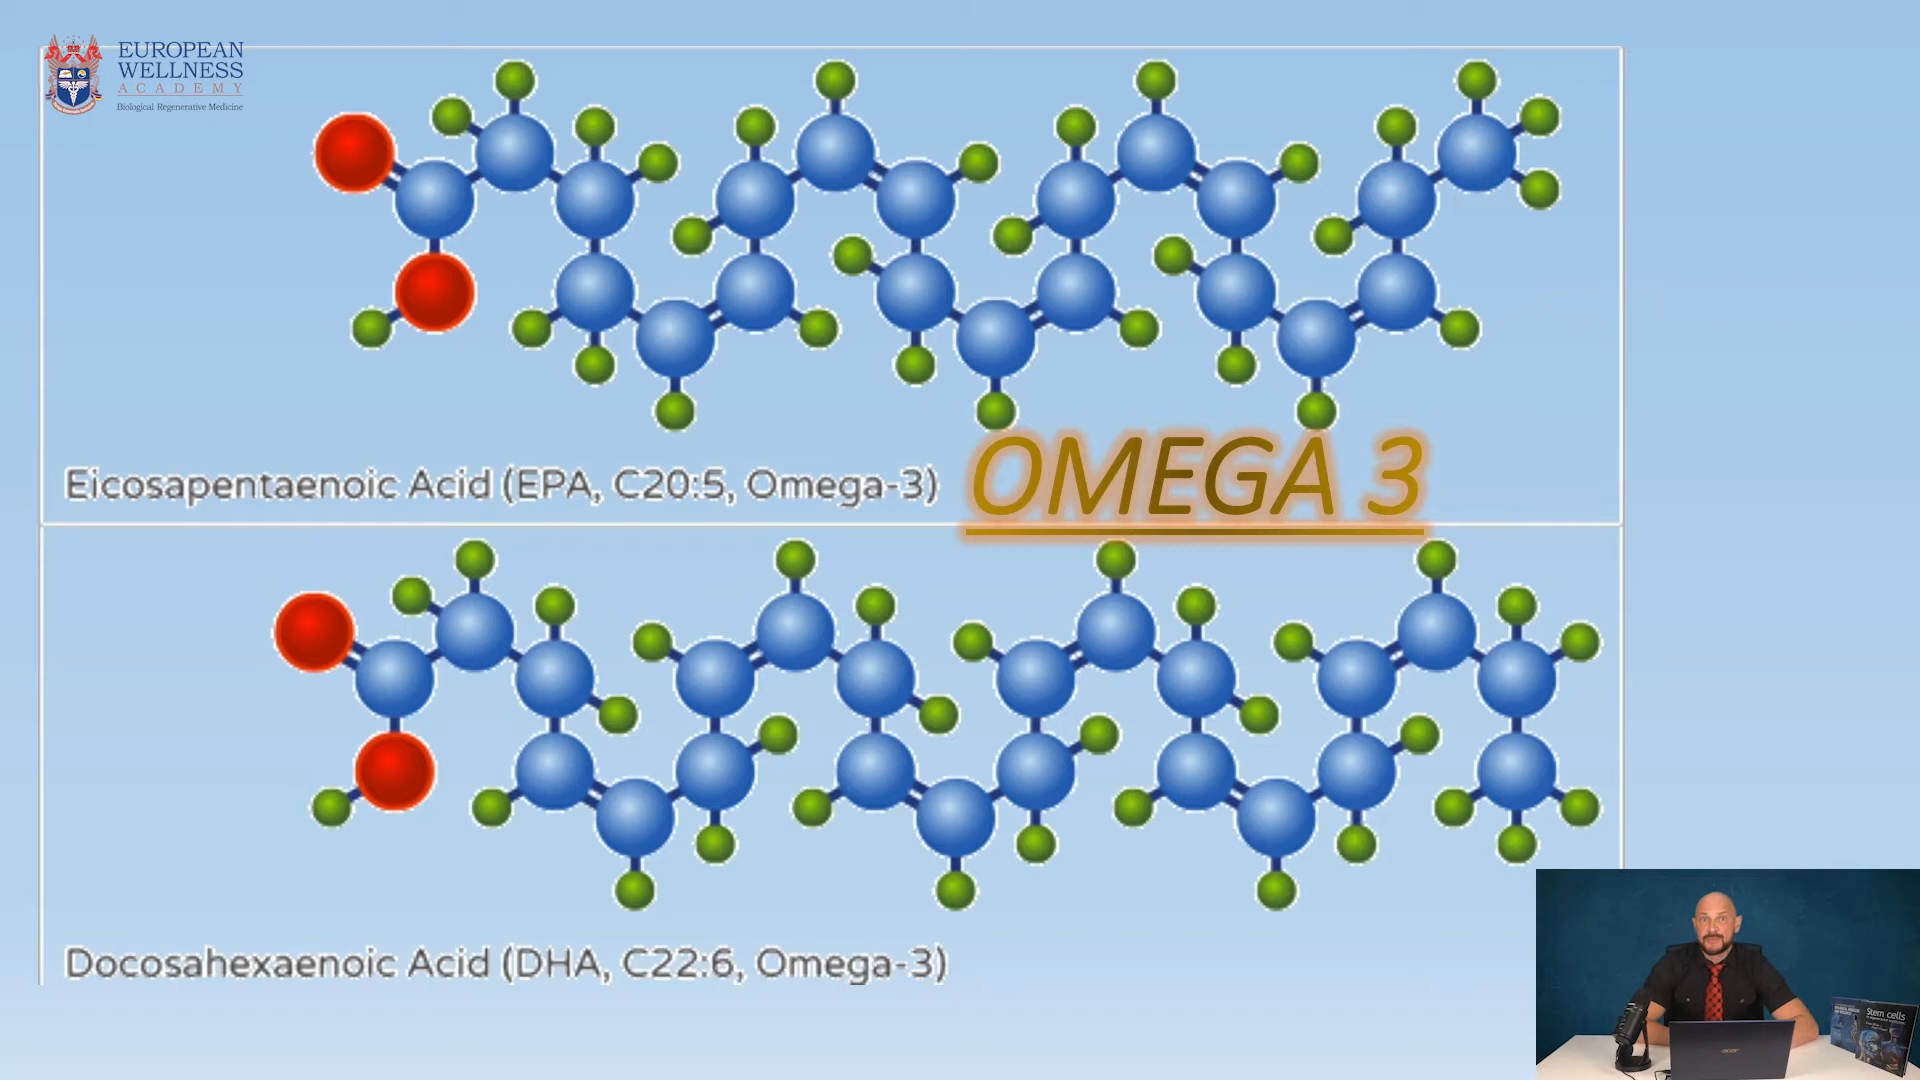 EUROPEAN
WELLNESS
ACADEMY
Biological Regenerative Medicine
Eicosapentaenoic Acid (EPA, C20:5, Omega-3)
OMEGA 3
Docosahexaenoic Acid (DHA, C22:6, Omega-3)
acer
Stem cells